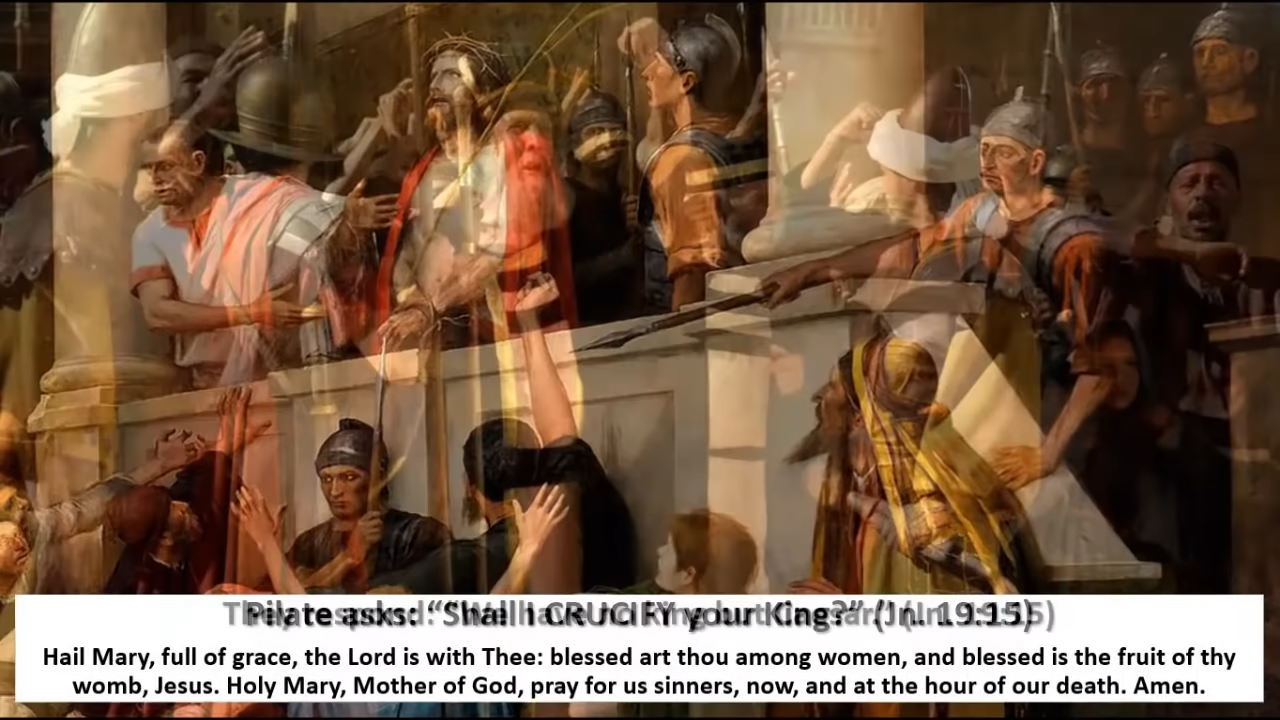 Pilate asks: “Shall I CRUCIFY your King?” (Jn. 19:15)
Hail Mary, full of grace, the Lord is with Thee: blessed art thou among women, and blessed is the fruit of thy
womb, Jesus. Holy Mary, Mother of God, pray for us sinners, now, and at the hour of our death. Amen.